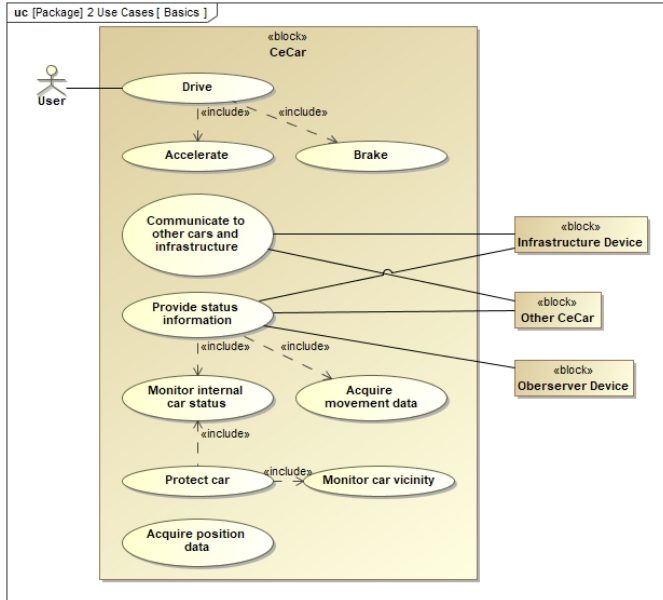 uc [Package] 2 Use Cases [ Basics ]
«block»
CeCar
User
Drive
«include»
«include»
Accelerate
Brake
Communicate to
other cars and
infrastructure
«block»
Infrastructure Device
Provide status
information
«block»
Other CeCar
«include»
«include»
«block»
Oberserver Device
Monitor internal
car status
Acquire
movement data
«include»
Protect car
«include»
Monitor car vicinity
Acquire position
data